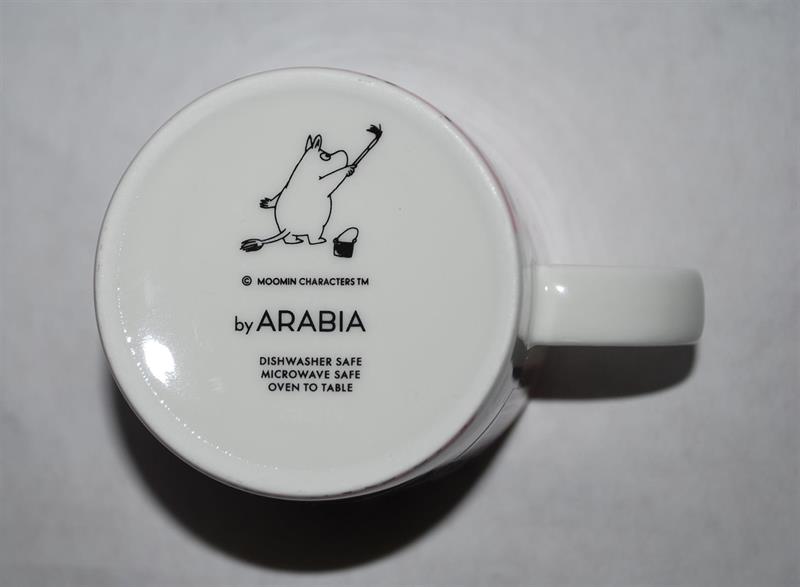 © MOOMIN CHARACTERS TM
by ARABIA
DISHWASHER SAFE
MICROWAVE SAFE
OVEN TO TABLE